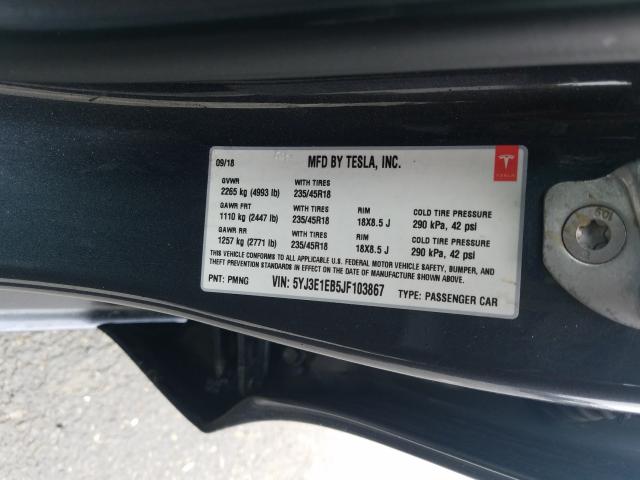 09/18 MFD BY TESLA, INC.
TESLA
GVWR WITH TIRES
2265 kg (4993 lb) 235/45R18
GAWR FRT WITH TIRES RIM COLD TIRE PRESSURE
1110 kg (2447 lb) 235/45R18 18X8.5 J 290 kPa, 42 psi
GAWR RR WITH TIRES RIM COLD TIRE PRESSURE
1257 kg (2771 lb) 235/45R18 18X8.5 J 290 kPa, 42 psi
THIS VEHICLE CONFORMS TO ALL APPLICABLE U.S. FEDERAL MOTOR VEHICLE SAFETY, BUMPER, AND
THEFT PREVENTION STANDARDS IN EFFECT ON THE DATE OF MANUFACTURE SHOWN ABOVE.
PNT: PMNG VIN: 5YJ3E1EB5JF103867 TYPE: PASSENGER CAR